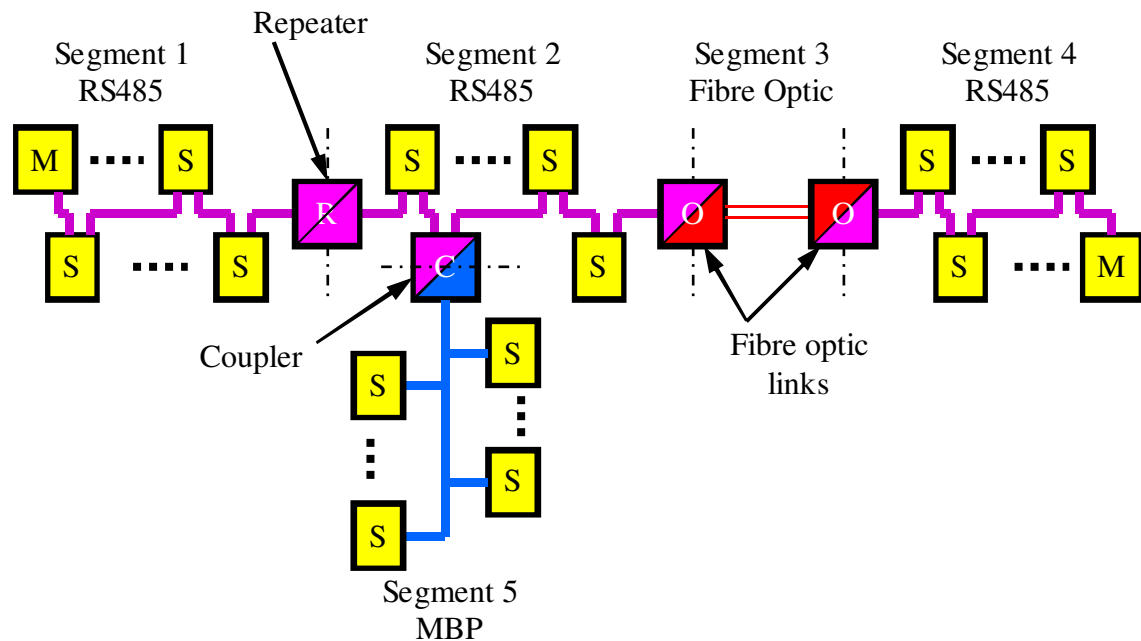 Repeater
Segment 1
RS485
Segment 2
RS485
Segment 3
Fibre Optic
Segment 4
RS485
M
S
S
S
S
S
M
S
S
R
O
O
S
S
S
C
Coupler
Fibre optic
links
S
S
S
S
Segment 5
MBP